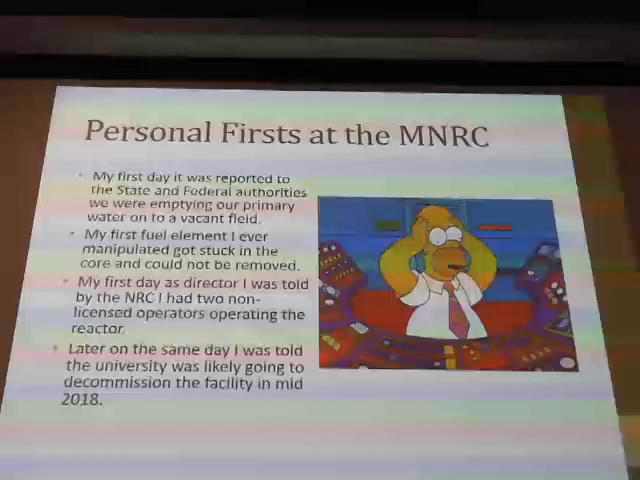 Personal Firsts at the MNRC
• My first day it was reported to
the State and Federal authorities
we were emptying our primary
water on to a vacant field.
• My first fuel element I ever
manipulated got stuck in the
core and could not be removed.
• My first day as director I was told
by the NRC I had two non-
licensed operators operating the
reactor.
• Later on the same day I was told
the university was likely going to
decommission the facility in mid
2018.